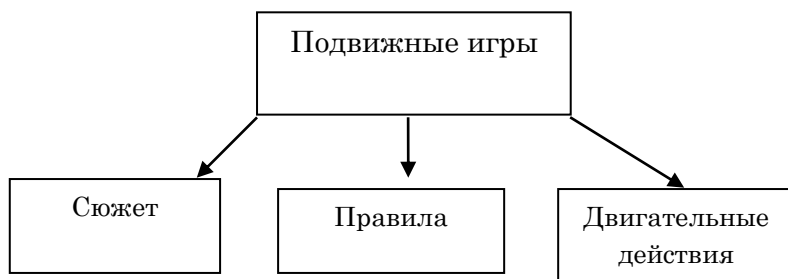 Подвижные игры
Сюжет
Правила
Двигательные
действия